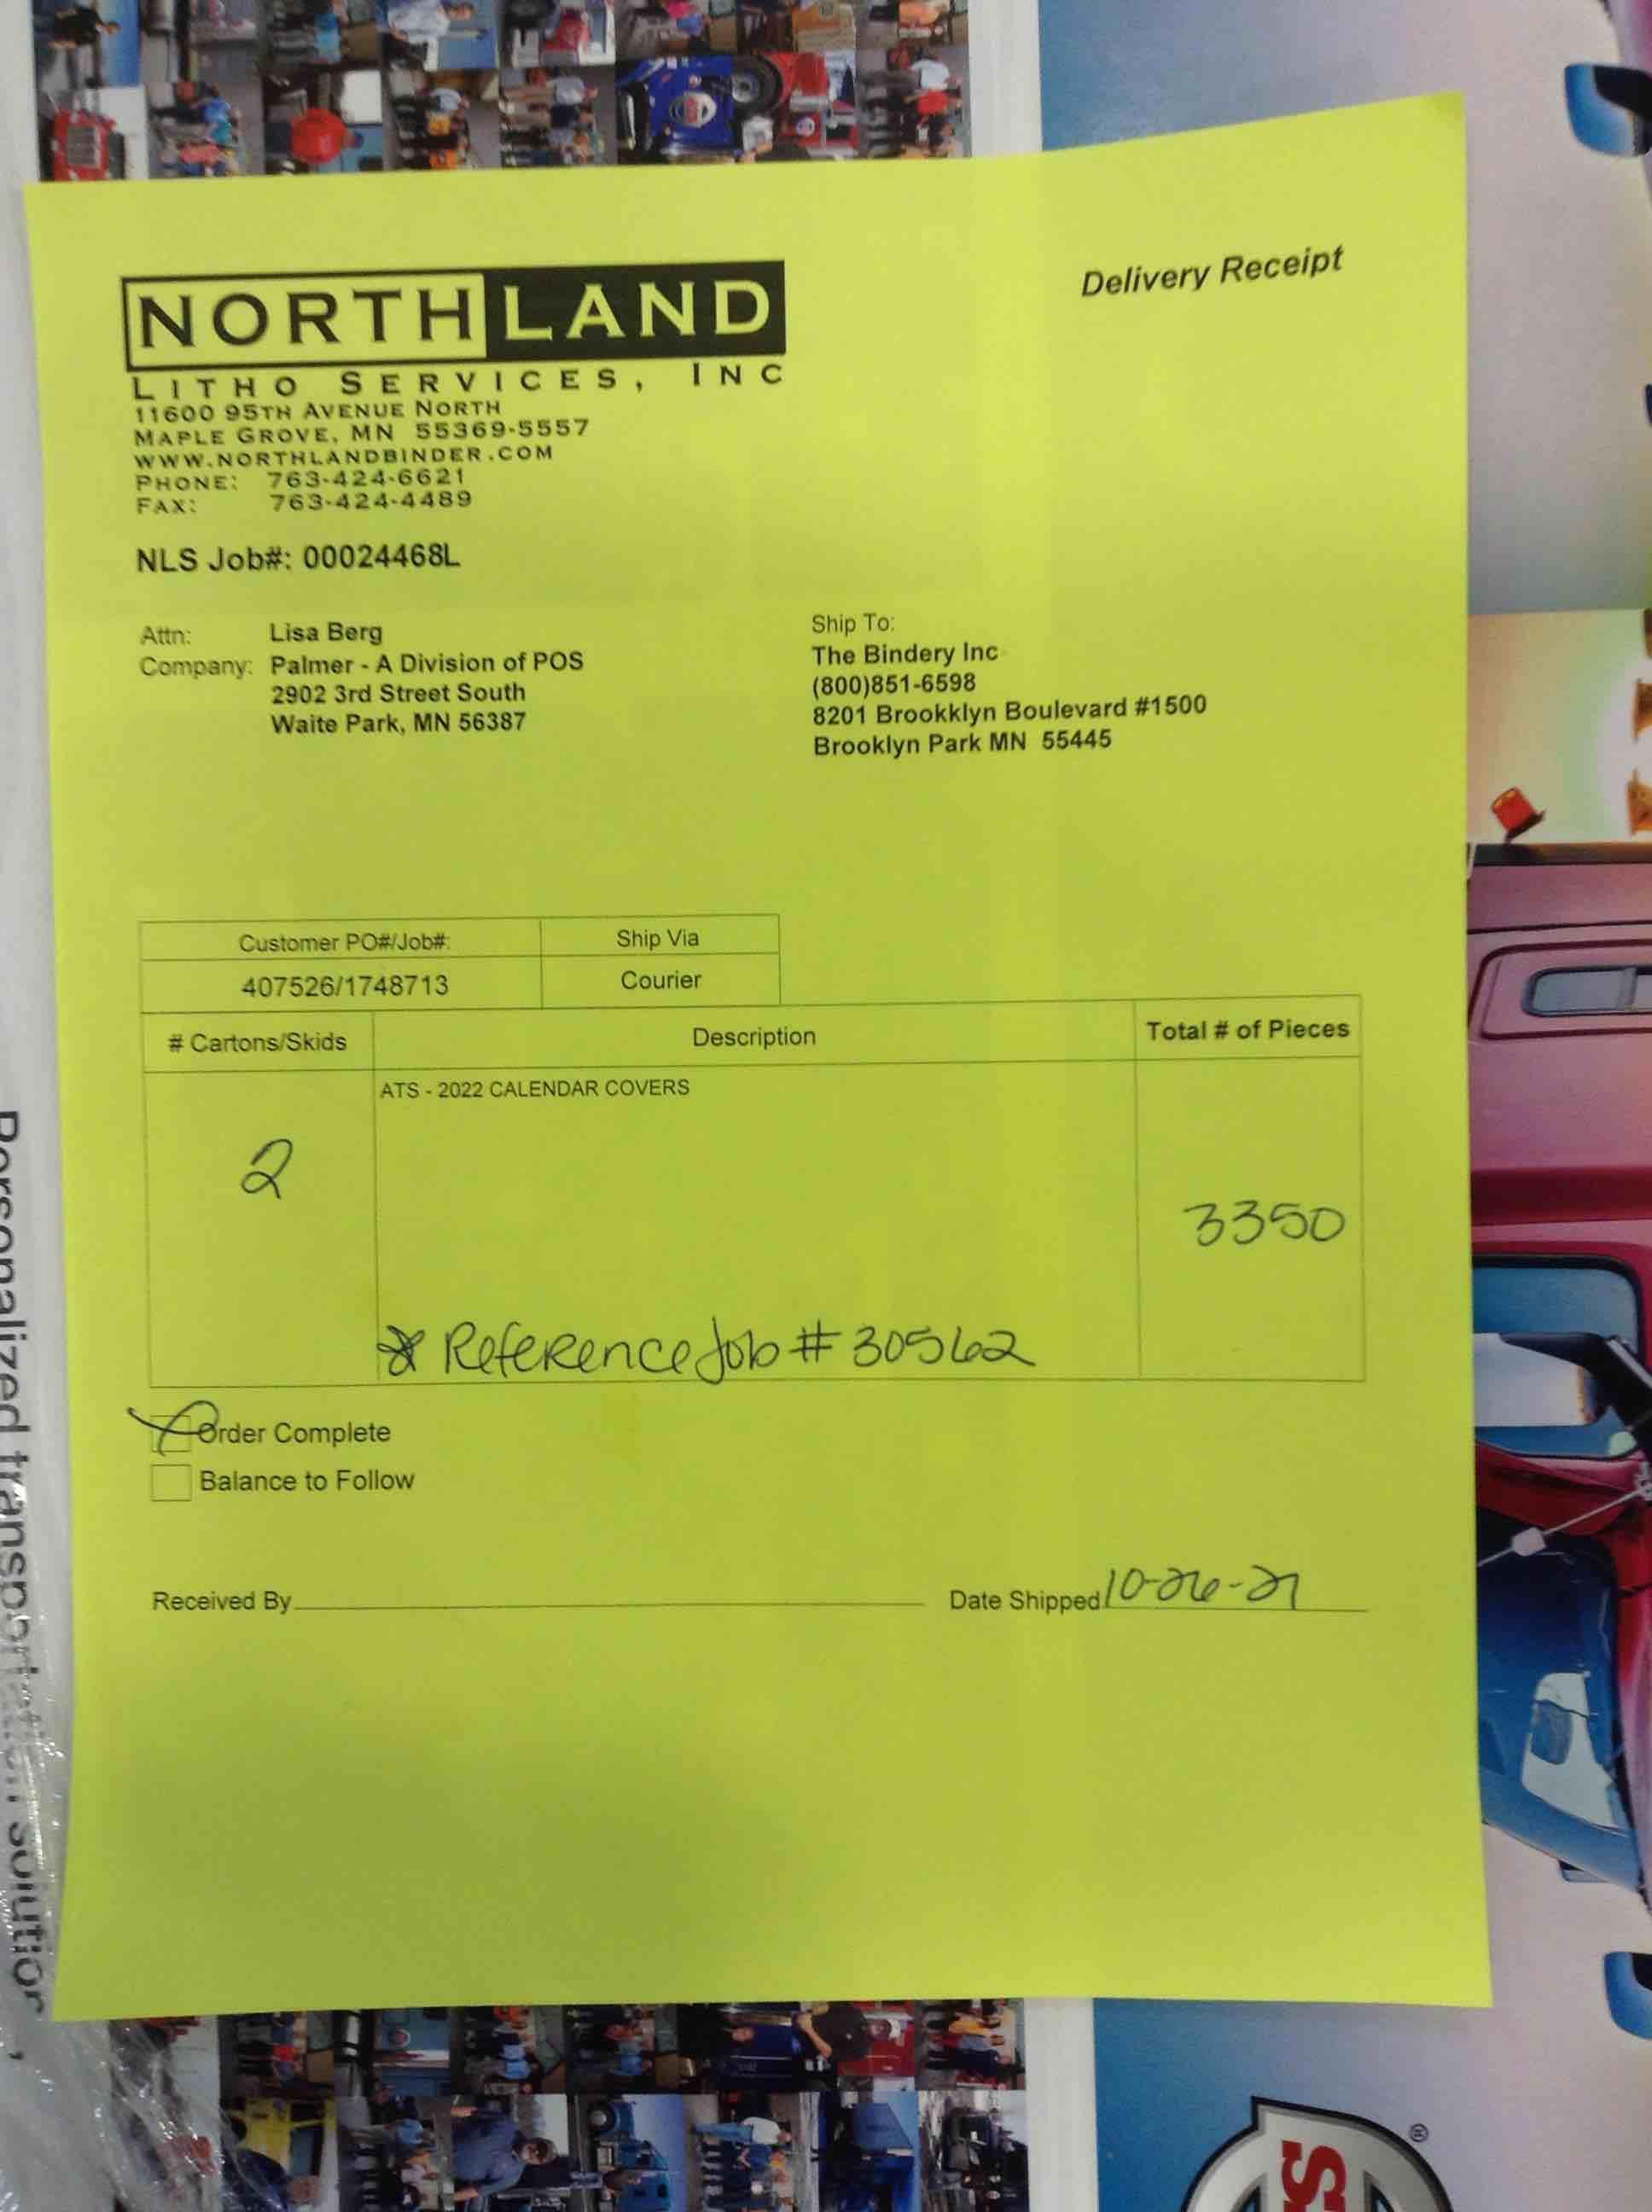 Delivery Receipt
NORTHLAND
LITHO SERVICES, INC
11600 95TH AVENUE NORTH
MAPLE GROVE, MN 55369-5557
WWW.NORTHLANDBINDER.COM
PHONE: 763-424-6621
FAX: 763-424-4489
NLS Job#: 00024468L
Attn: Lisa Berg
Company: Palmer - A Division of POS
2902 3rd Street South
Waite Park, MN 56387
Ship To:
The Bindery Inc
(800)851-6598
8201 Brookklyn Boulevard #1500
Brooklyn Park MN 55445
Customer PO#/Job#: Ship Via
407526/1748713 Courier
# Cartons/Skids Description Total # of Pieces
ATS - 2022 CALENDAR COVERS
2
3350
* Reference Job # 30562
Order Complete
Balance to Follow
Received By Date Shipped 10-26-21
Personalized transportation solution
S
®